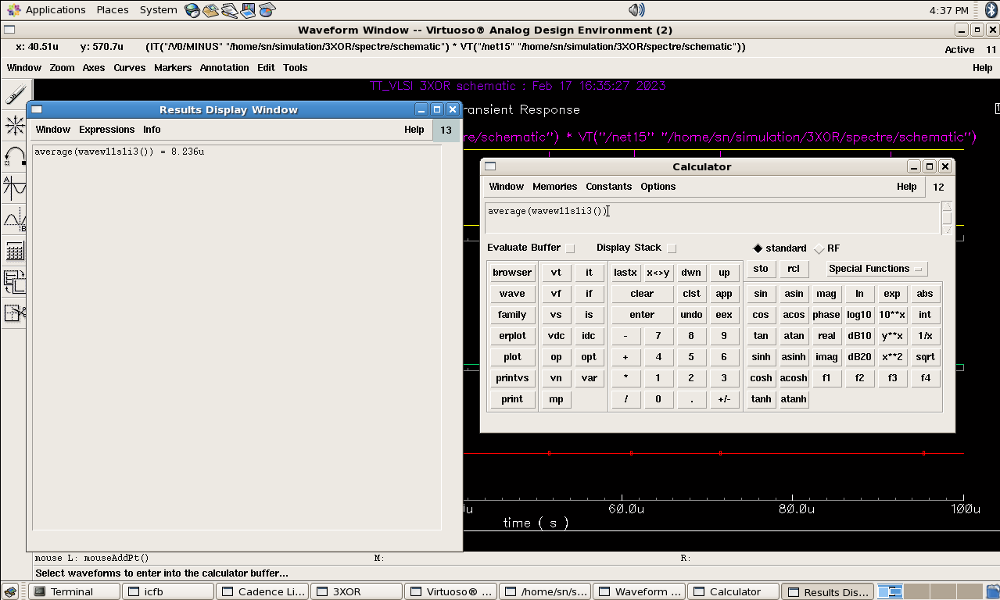 Applications Places System
4:37 PM
Waveform Window -- Virtuoso® Analog Design Environment (2)
x: 40.51u y: 570.7u (IT("/V0/MINUS" "/home/sn/simulation/3XOR/spectre/schematic") * VT("/net15" "/home/sn/simulation/3XOR/spectre/schematic"))
Active 11
Window Zoom Axes Curves Markers Annotation Edit Tools Help
TT_VLSI 3XOR schematic : Feb 17 16:35:27 2023
ransient Response
re/schematic") * VT("/net15" "/home/sn/simulation/3XOR/spectre/schematic")
Results Display Window
Window Expressions Info Help 13
average(wavew11s1i3()) = 8.236u
Calculator
Window Memories Constants Options Help 12
average(wavew11s1i3())
Evaluate Buffer Display Stack standard RF
browser vt it lastx x<>y dwn up sto rcl Special Functions
wave vf if clear clst app sin asin mag ln exp abs
family vs is enter undo eex cos acos phase log10 10**x int
erplot vdc idc - 7 8 9 tan atan real dB10 y**x 1/x
plot op opt + 4 5 6 sinh asinh imag dB20 x**2 sqrt
printvs vn var * 1 2 3 cosh acosh f1 f2 f3 f4
print mp / 0 . +/- tanh atanh
60.0u 80.0u 100u
time ( s )
mouse L: mouseAddPt() M: R:
Select waveforms to enter into the calculator buffer...
Terminal icfb Cadence Li... 3XOR Virtuoso® ... /home/sn/s... Waveform ... Calculator Results Dis...